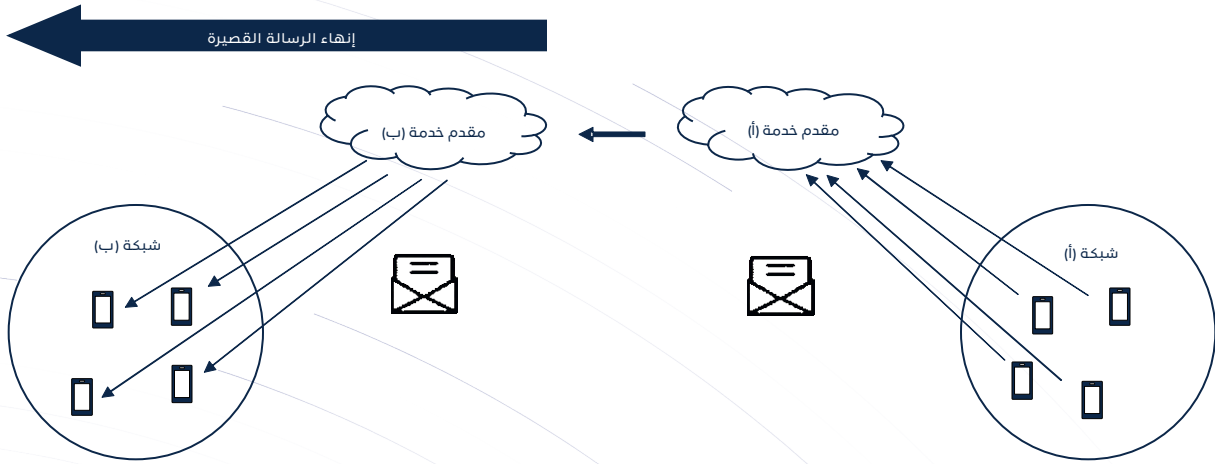 إنهاء الرسالة القصيرة
مقدم خدمة (أ)
مقدم خدمة (ب)
شبكة (أ)
شبكة (ب)